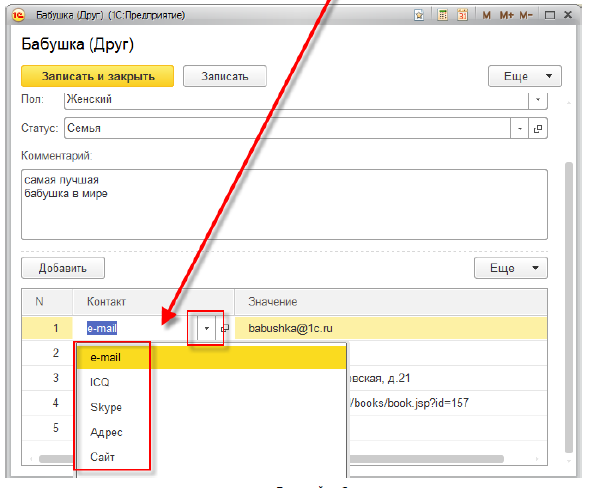 Бабушка (Друг) (1С:Предприятие)
M M+ M-
Бабушка (Друг)
Записать и закрыть Записать Еще
Пол: Женский
Статус: Семья
Комментарий:
самая лучшая
бабушка в мире
Добавить Еще
N Контакт Значение
1 e-mail babushka@1c.ru
2 e-mail
3 ICQ вская, д.21
4 Skype /books/book.jsp?id=157
5 Адрес
Сайт